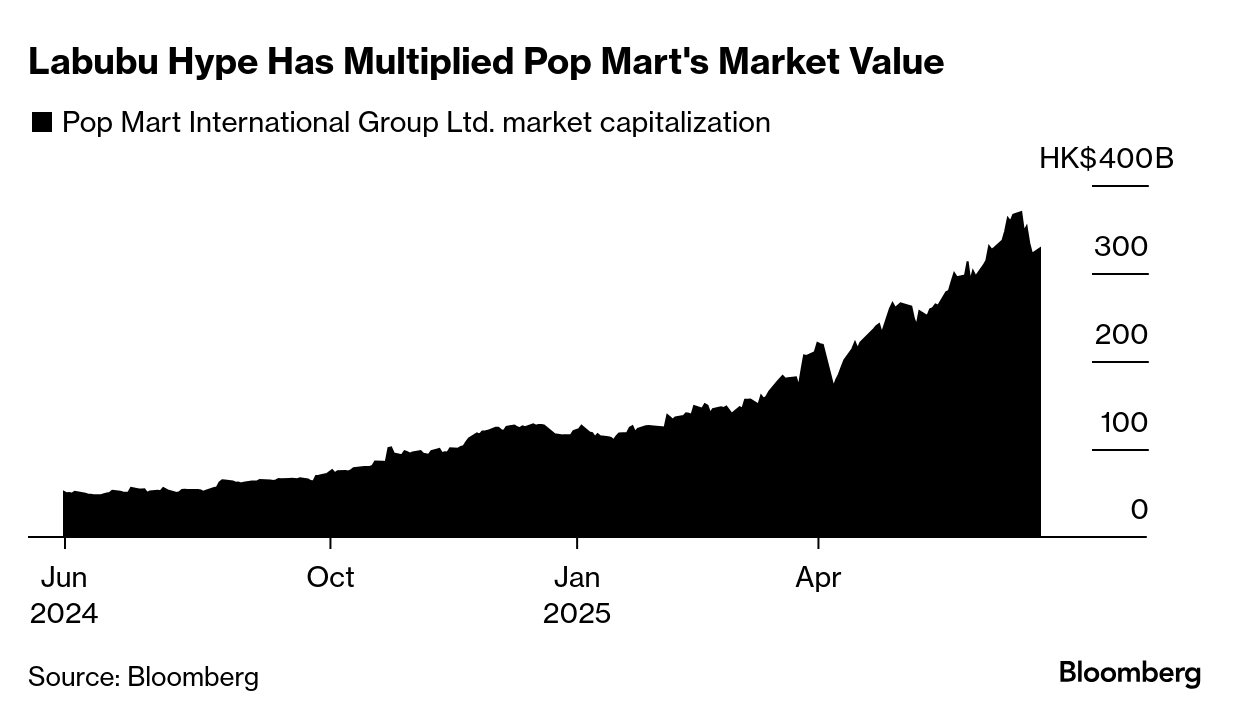 Labubu Hype Has Multiplied Pop Mart's Market Value
Pop Mart International Group Ltd. market capitalization
HK$400B
300
200
100
0
Jun Oct Jan Apr
2024 2025
Source: Bloomberg
Bloomberg